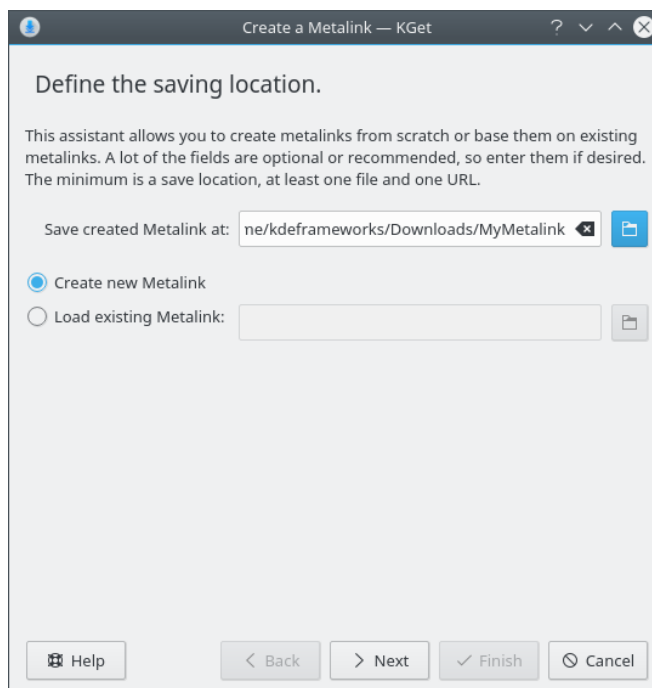 Create a Metalink — KGet
Define the saving location.
This assistant allows you to create metalinks from scratch or base them on existing
metalinks. A lot of the fields are optional or recommended, so enter them if desired.
The minimum is a save location, at least one file and one URL.
Save created Metalink at: ne/kdeframeworks/Downloads/MyMetalink
Create new Metalink
Load existing Metalink:
Help < Back > Next Finish Cancel